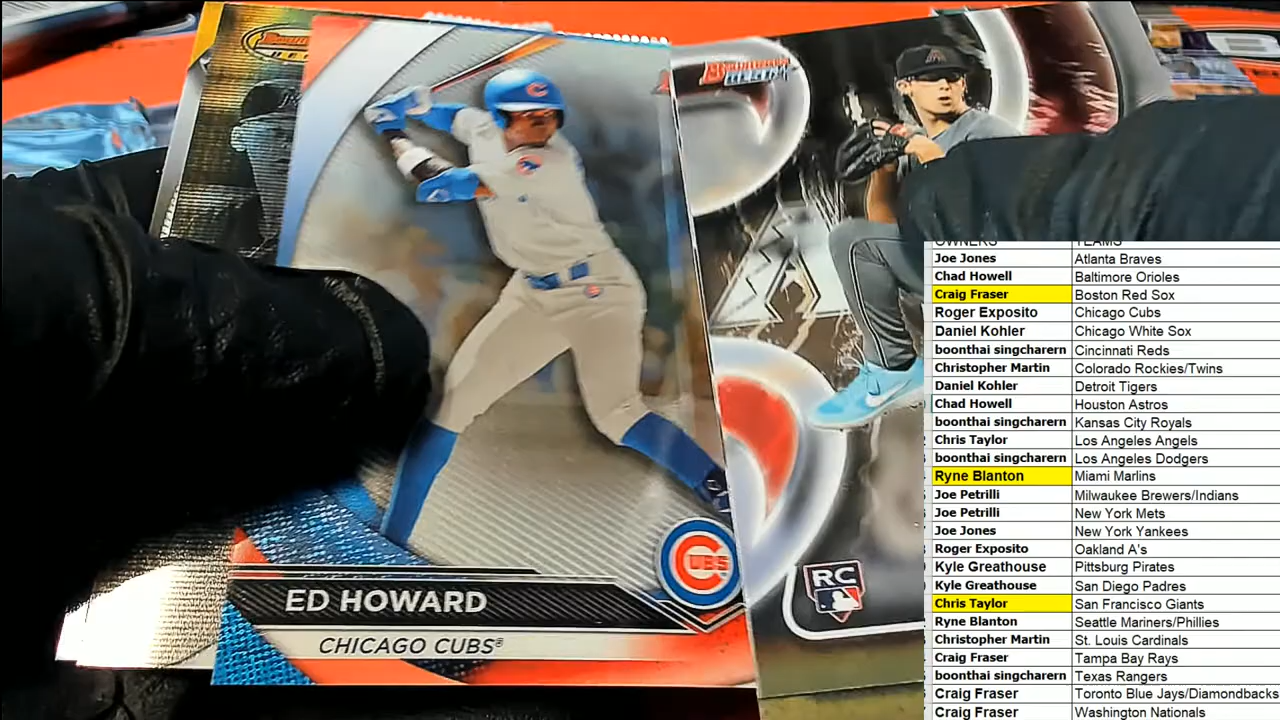 Bowman's
BEST
C
A
Bowman's
BEST
RC
CUBS
ED HOWARD
CHICAGO CUBS®
OWNERS TEAMS
Joe Jones Atlanta Braves
Chad Howell Baltimore Orioles
Craig Fraser Boston Red Sox
Roger Exposito Chicago Cubs
Daniel Kohler Chicago White Sox
boonthai singcharern Cincinnati Reds
Christopher Martin Colorado Rockies/Twins
Daniel Kohler Detroit Tigers
Chad Howell Houston Astros
boonthai singcharern Kansas City Royals
Chris Taylor Los Angeles Angels
boonthai singcharern Los Angeles Dodgers
Ryne Blanton Miami Marlins
Joe Petrilli Milwaukee Brewers/Indians
Joe Petrilli New York Mets
Joe Jones New York Yankees
Roger Exposito Oakland A's
Kyle Greathouse Pittsburg Pirates
Kyle Greathouse San Diego Padres
Chris Taylor San Francisco Giants
Ryne Blanton Seattle Mariners/Phillies
Christopher Martin St. Louis Cardinals
Craig Fraser Tampa Bay Rays
boonthai singcharern Texas Rangers
Craig Fraser Toronto Blue Jays/Diamondbacks
Craig Fraser Washington Nationals